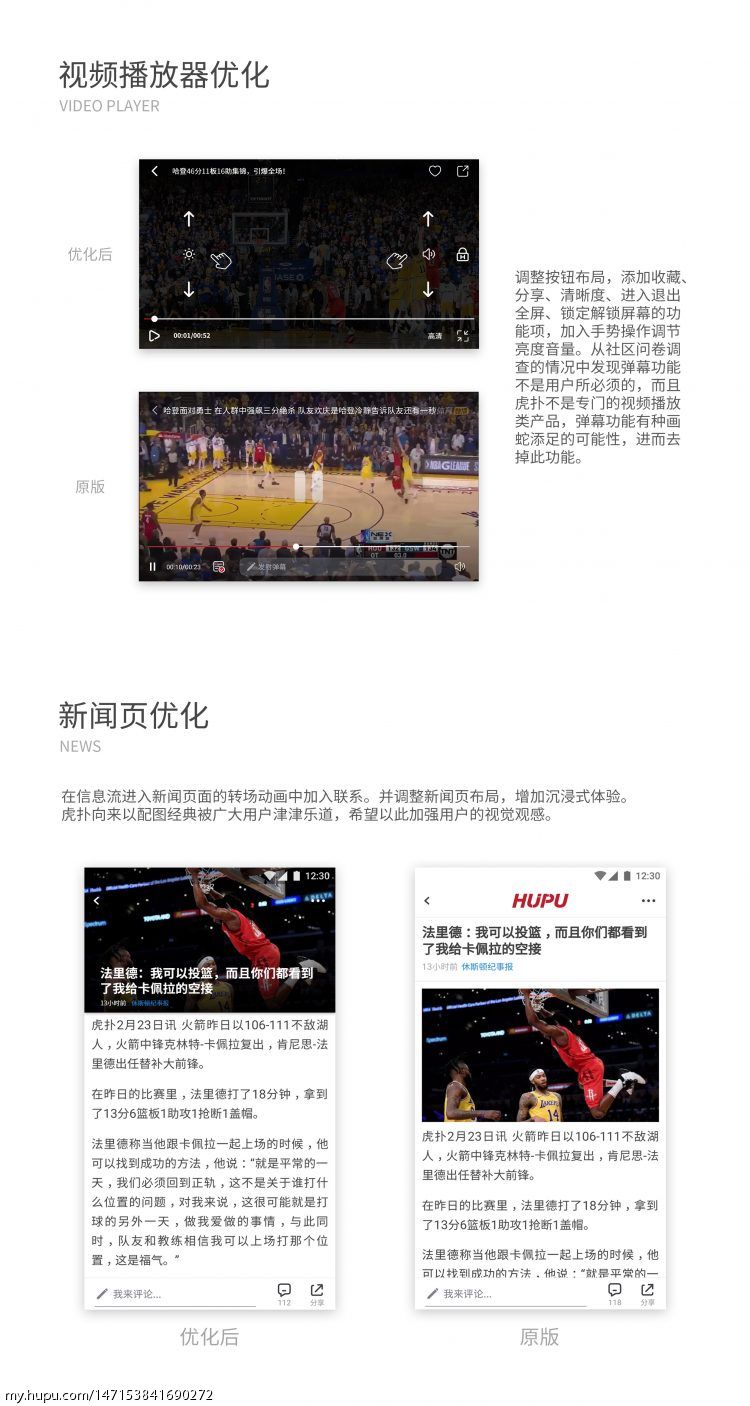 视频播放器优化
VIDEO PLAYER
哈登46分11板16助集锦，引爆全场！
优化后
00:01/00:52
高清
调整按钮布局，添加收藏、
分享、清晰度、进入退出
全屏、锁定解锁屏幕的功
能项，加入手势操作调节
亮度音量。从社区问卷调
查的情况中发现弹幕功能
不是用户所必须的，而且
虎扑不是专门的视频播放
类产品，弹幕功能有种画
蛇添足的可能性，进而去
掉此功能。
哈登面对勇士 在人群中强飙三分绝杀 队友欢庆是哈登冷静告诉队友还有一秒
原版
NBA G LEAGUE
00:10/00:23
发射弹幕
新闻页优化
NEWS
在信息流进入新闻页面的转场动画中加入联系。并调整新闻页布局，增加沉浸式体验。
虎扑向来以配图经典被广大用户津津乐道，希望以此加强用户的视觉观感。
12:30
法里德：我可以投篮，而且你们都看到
了我给卡佩拉的空接
13小时前 休斯顿纪事报
虎扑2月23日讯 火箭昨日以106-111不敌湖
人，火箭中锋克林特-卡佩拉复出，肯尼思-法
里德出任替补大前锋。
在昨日的比赛里，法里德打了18分钟，拿到
了13分6篮板1助攻1抢断1盖帽。
法里德称当他跟卡佩拉一起上场的时候，他
可以找到成功的方法，他说：“就是平常的一
天，我们必须回到正轨，这不是关于谁打什
么位置的问题，对我来说，这很可能就是打
球的另外一天，做我爱做的事情，与此同
时，队友和教练相信我可以上场打那个位
置，这是福气。”
我来评论...
112
分享
优化后
12:30
HUPU
法里德：我可以投篮，而且你们都看到
了我给卡佩拉的空接
13小时前 休斯顿纪事报
虎扑2月23日讯 火箭昨日以106-111不敌湖
人，火箭中锋克林特-卡佩拉复出，肯尼思-法
里德出任替补大前锋。
在昨日的比赛里，法里德打了18分钟，拿到
了13分6篮板1助攻1抢断1盖帽。
法里德称当他跟卡佩拉一起上场的时候，他
可以找到成功的方法，他说：“就是平常的一
我来评论...
118
分享
原版
my.hupu.com/147153841690272